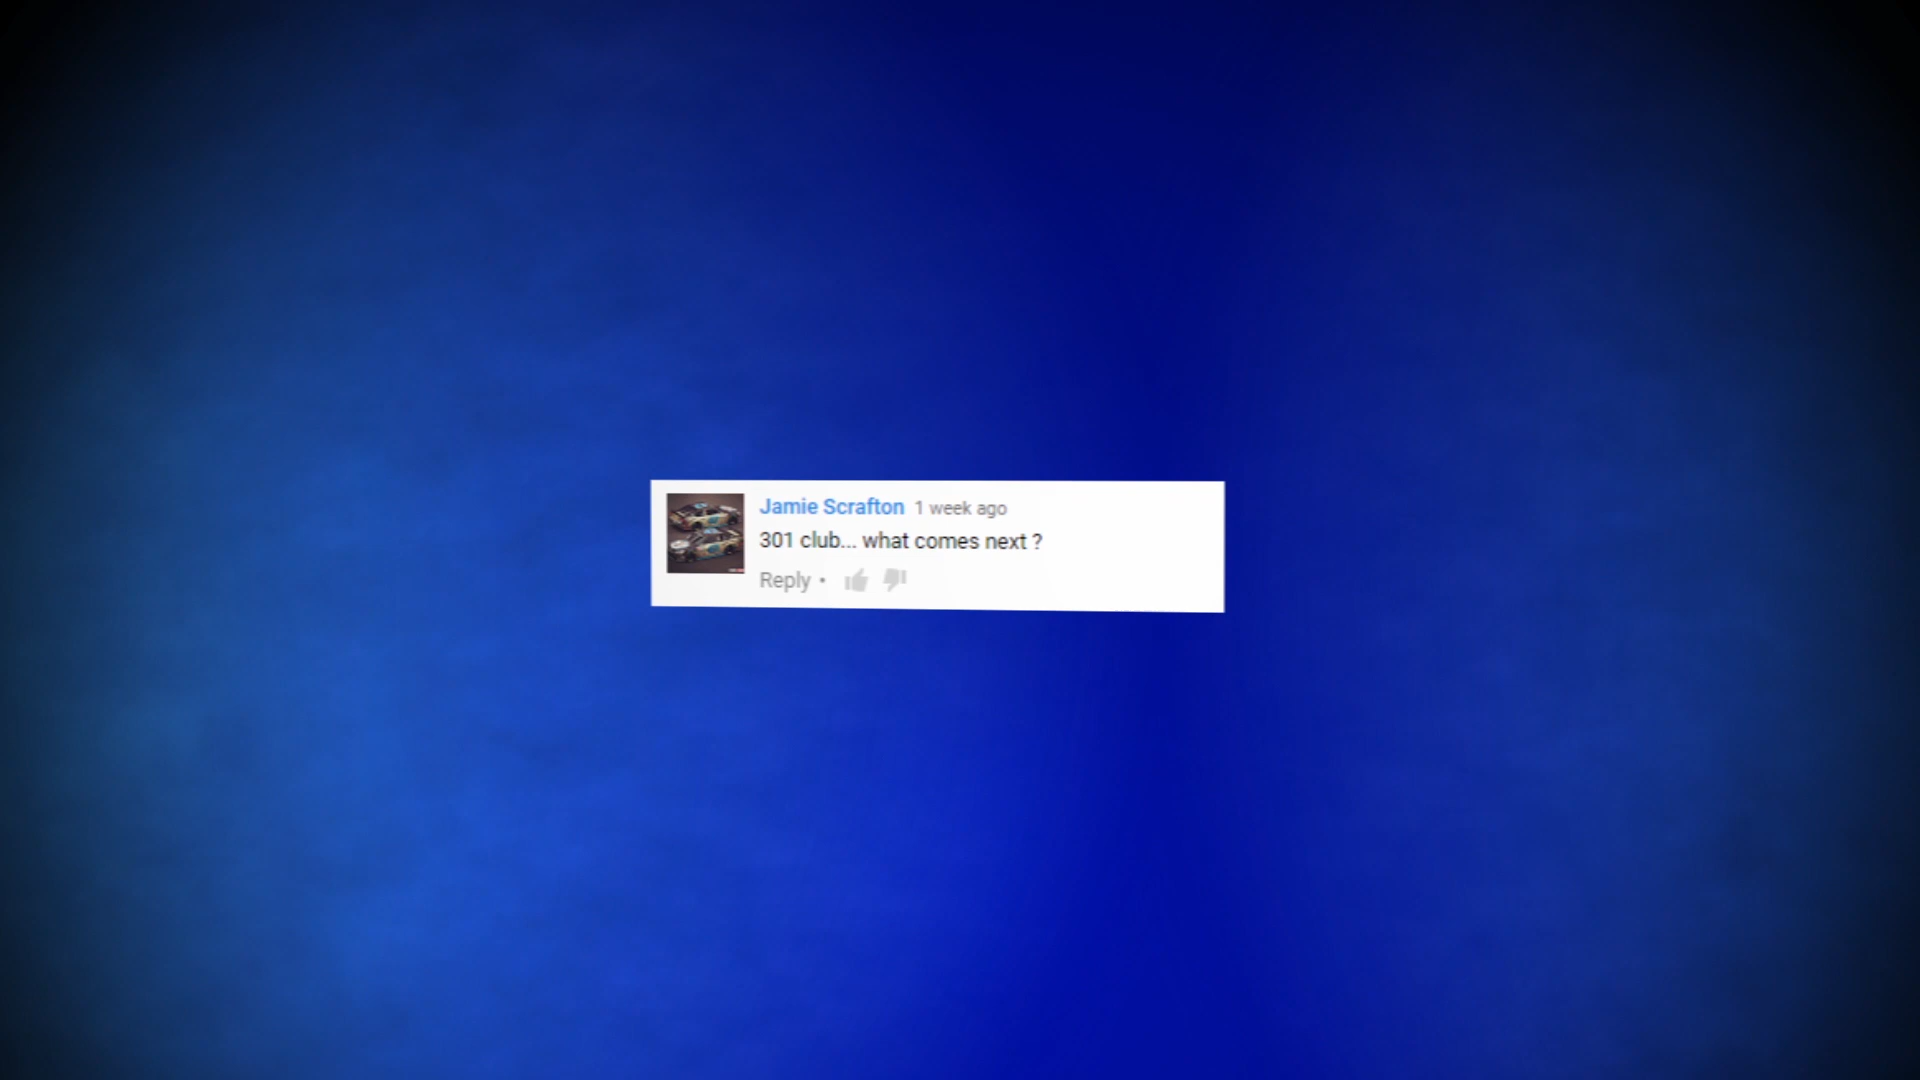 Jamie Scrafton 1 week ago
301 club... what comes next ?
Reply •